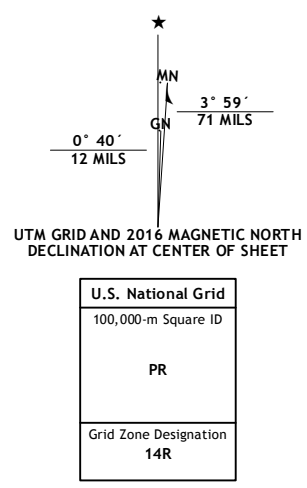 ★
MN
3° 59´
71 MILS
GN
0° 40´
12 MILS
UTM GRID AND 2016 MAGNETIC NORTH
DECLINATION AT CENTER OF SHEET
U.S. National Grid
100,000-m Square ID
PR
Grid Zone Designation
14R